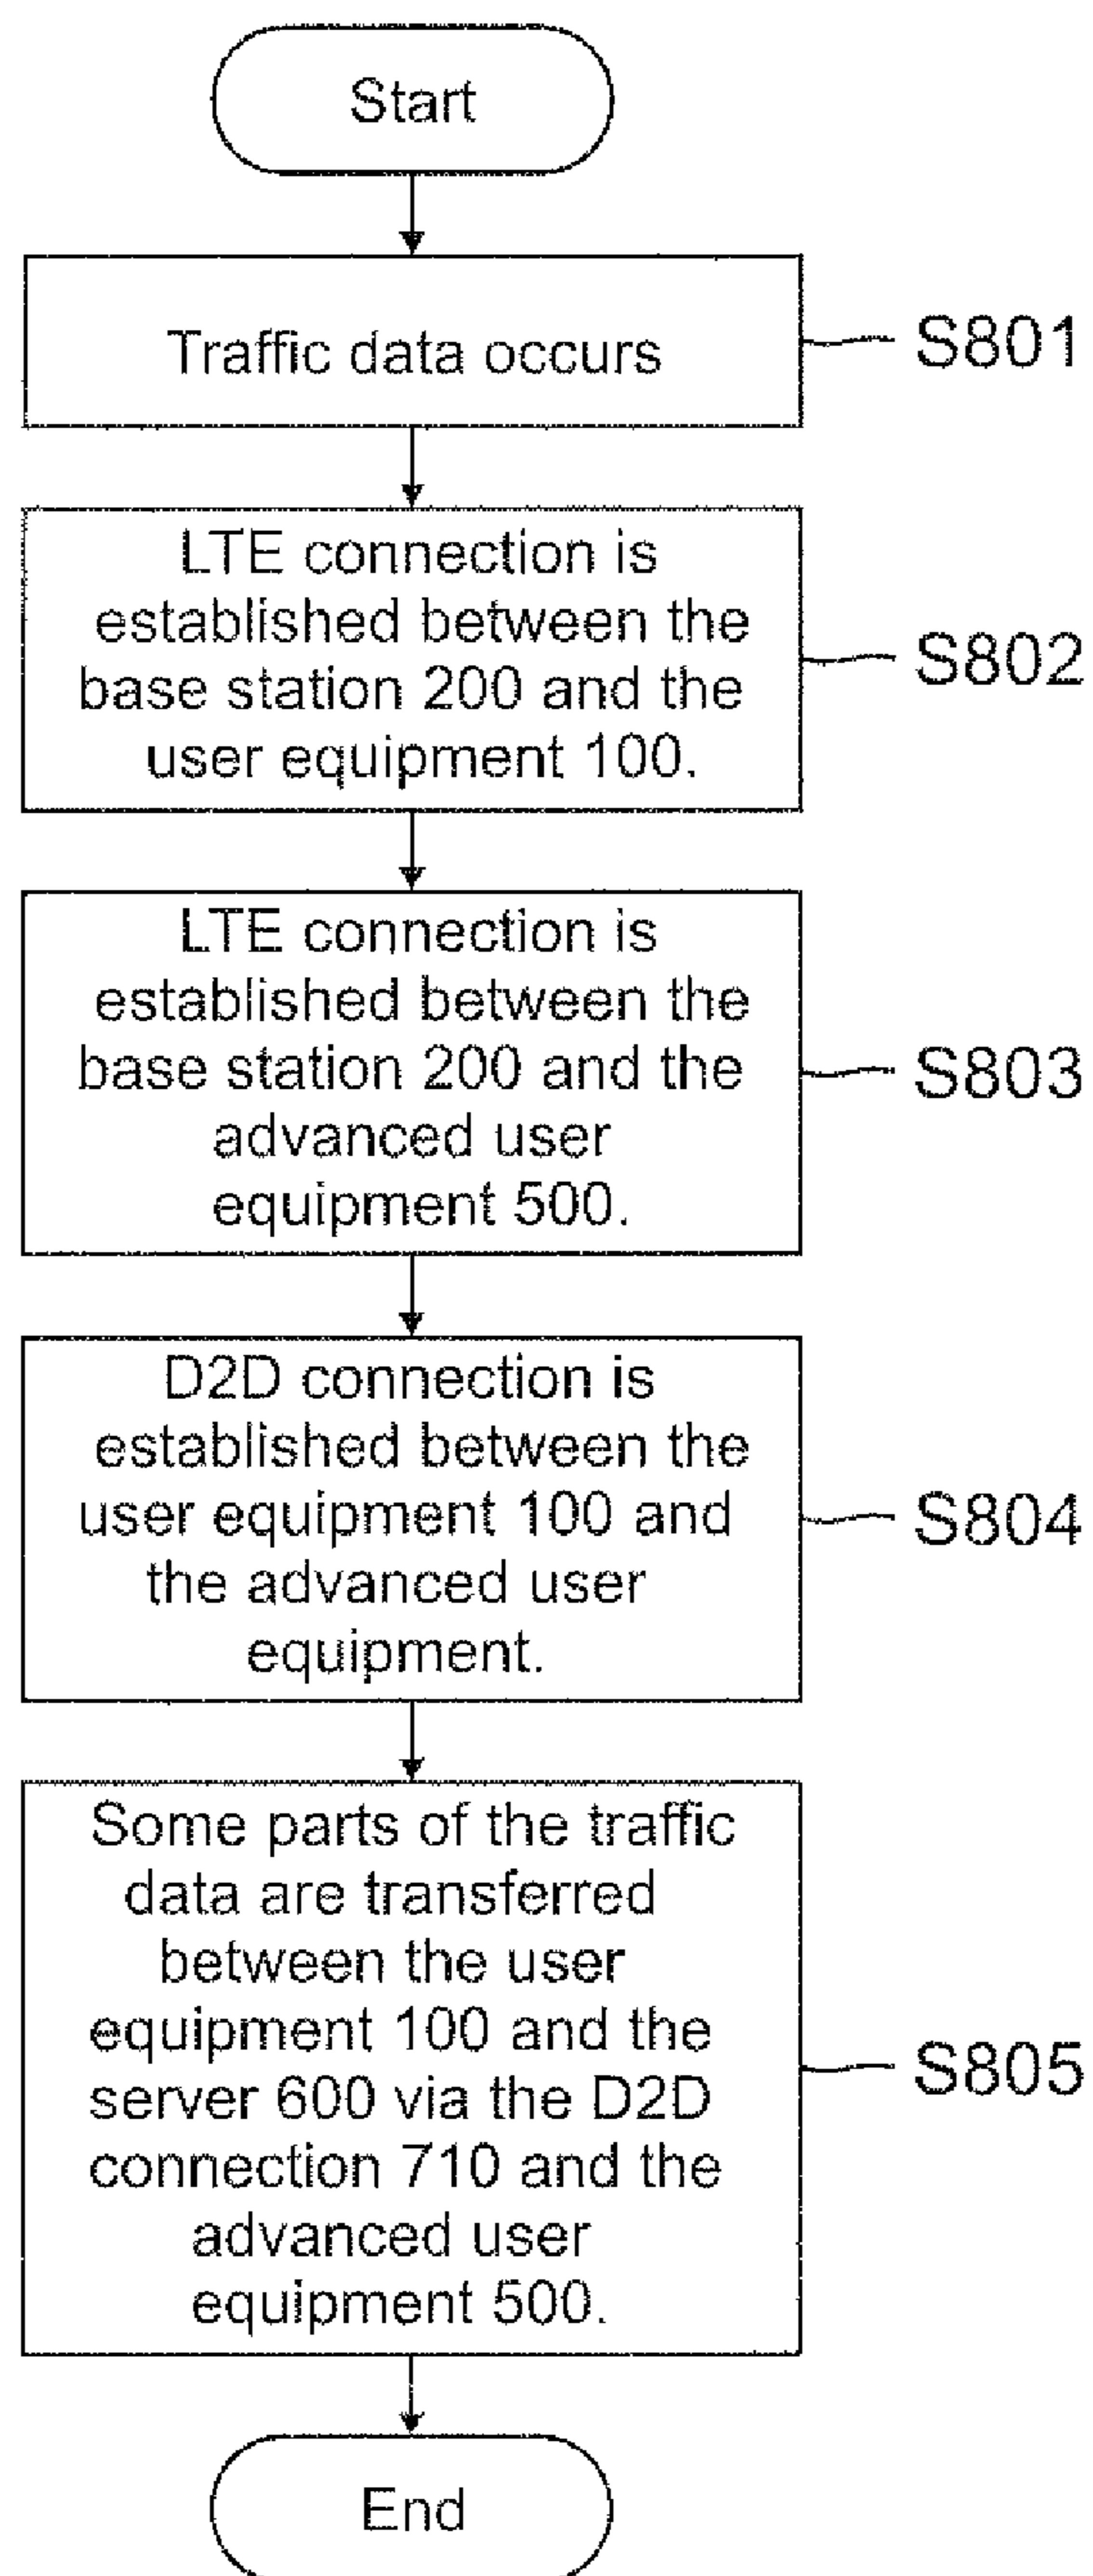 Start
Traffic data occurs
S801
LTE connection is
established between the
base station 200 and the
user equipment 100.
S802
LTE connection is
established between the
base station 200 and the
advanced user
equipment 500.
S803
D2D connection is
established between the
user equipment 100 and
the advanced user
equipment.
S804
Some parts of the traffic
data are transferred
between the user
equipment 100 and the
server 600 via the D2D
connection 710 and the
advanced user
equipment 500.
S805
End